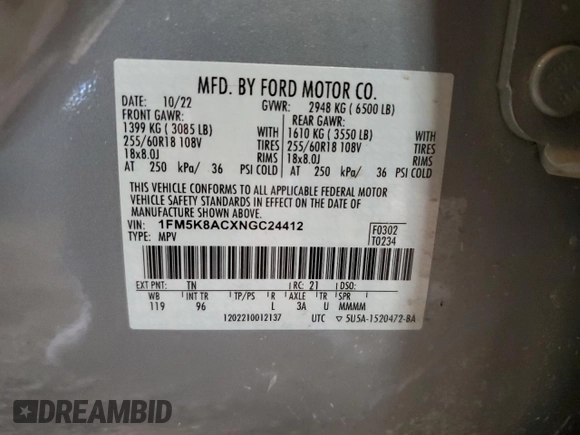 MFD. BY FORD MOTOR CO.
DATE: 10/22 GVWR: 2948 KG (6500 LB)
FRONT GAWR: REAR GAWR:
1399 KG (3085 LB) WITH 1610 KG (3550 LB) WITH
255/60R18 108V TIRES 255/60R18 108V TIRES
18x8.0J RIMS 18x8.0J RIMS
AT 250 kPa/ 36 PSI COLD AT 250 kPa/ 36 PSI COLD
THIS VEHICLE CONFORMS TO ALL APPLICABLE FEDERAL MOTOR
VEHICLE SAFETY STANDARDS IN EFFECT ON THE DATE OF
MANUFACTURE SHOWN ABOVE.
VIN: 1FM5K8ACXNGC24412 F0302
TYPE: MPV T0234
EXT PNT: TN RC: 21 DSO:
WB INT TR TP/PS R AXLE TR SPR
119 96 L 3A U MMMM
1202210012137 UTC ▽ 5U5A-1520472-BA
DREAMBID